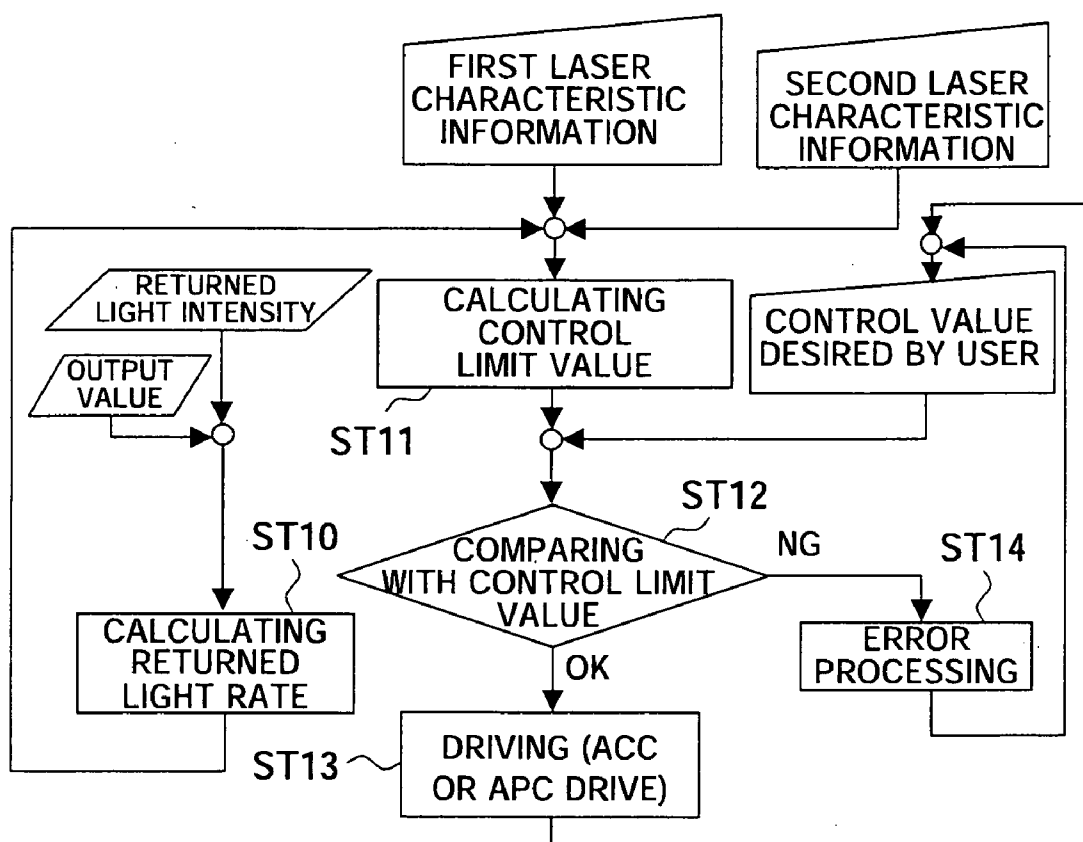 FIRST LASER
CHARACTERISTIC
INFORMATION
SECOND LASER
CHARACTERISTIC
INFORMATION
RETURNED
LIGHT INTENSITY
OUTPUT
VALUE
CALCULATING
CONTROL
LIMIT VALUE
ST11
CONTROL VALUE
DESIRED BY USER
ST12
COMPARING
WITH CONTROL LIMIT
VALUE
NG
OK
ST10
CALCULATING
RETURNED
LIGHT RATE
ST14
ERROR
PROCESSING
ST13
DRIVING (ACC
OR APC DRIVE)